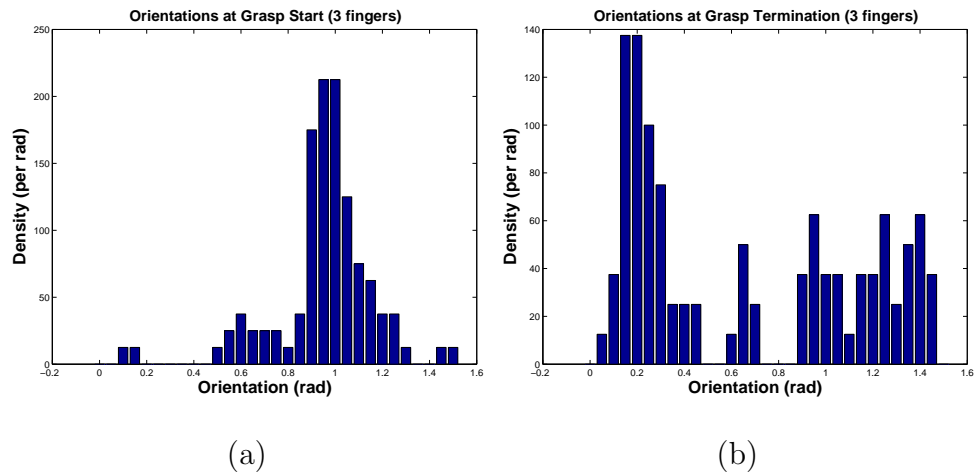 Orientations at Grasp Start (3 fingers)
250
200
150
100
50
0
Density (per rad)
−0.2 0 0.2 0.4 0.6 0.8 1 1.2 1.4 1.6
Orientation (rad)
(a)
Orientations at Grasp Termination (3 fingers)
140
120
100
80
60
40
20
0
Density (per rad)
−0.2 0 0.2 0.4 0.6 0.8 1 1.2 1.4 1.6
Orientation (rad)
(b)